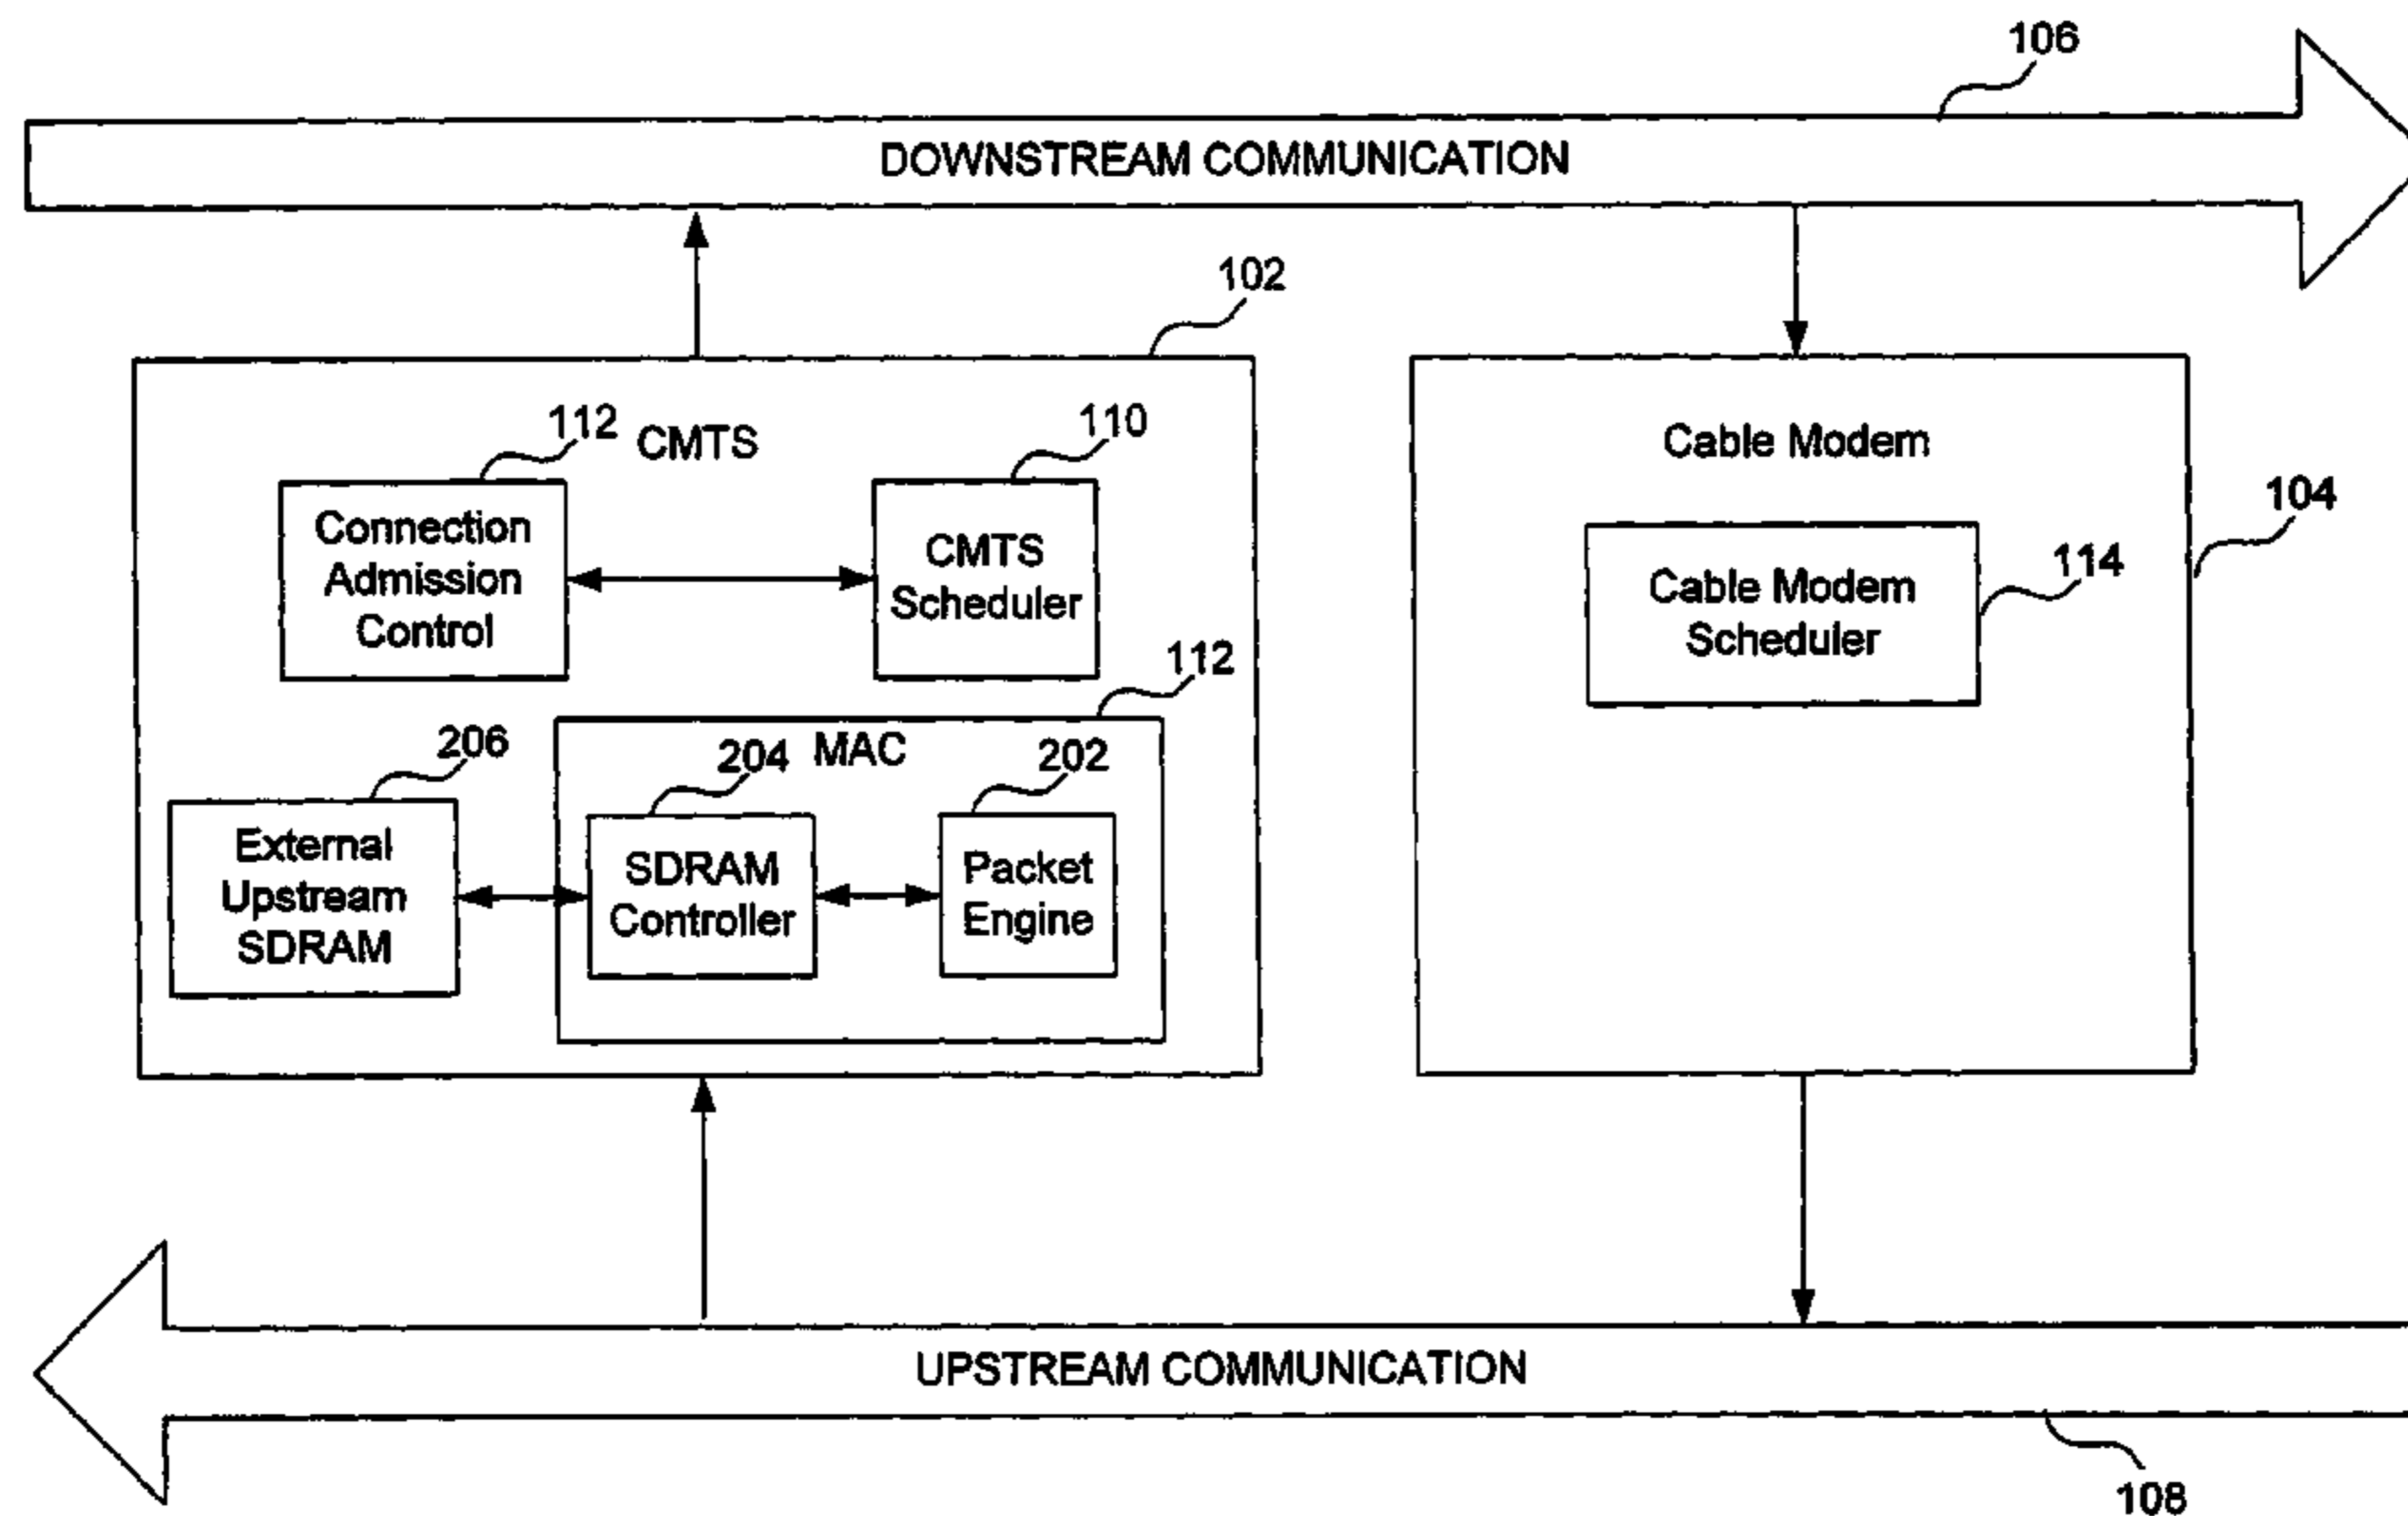 106
DOWNSTREAM COMMUNICATION
102
112
CMTS
110
Connection
Admission
Control
CMTS
Scheduler
Cable Modem
104
Cable Modem
Scheduler
114
112
MAC
206
204
202
External
Upstream
SDRAM
SDRAM
Controller
Packet
Engine
UPSTREAM COMMUNICATION
108